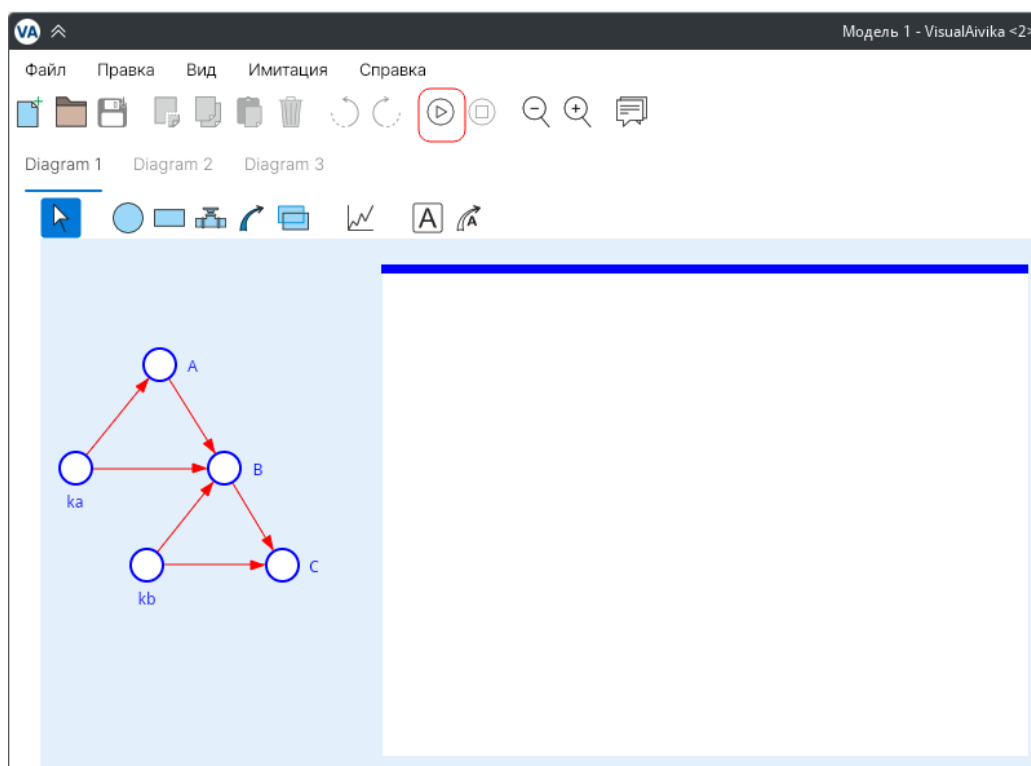 VA Модель 1 - VisualAivika <2>
Файл Правка Вид Имитация Справка
Diagram 1 Diagram 2 Diagram 3
A A
A
B
ka
C
kb